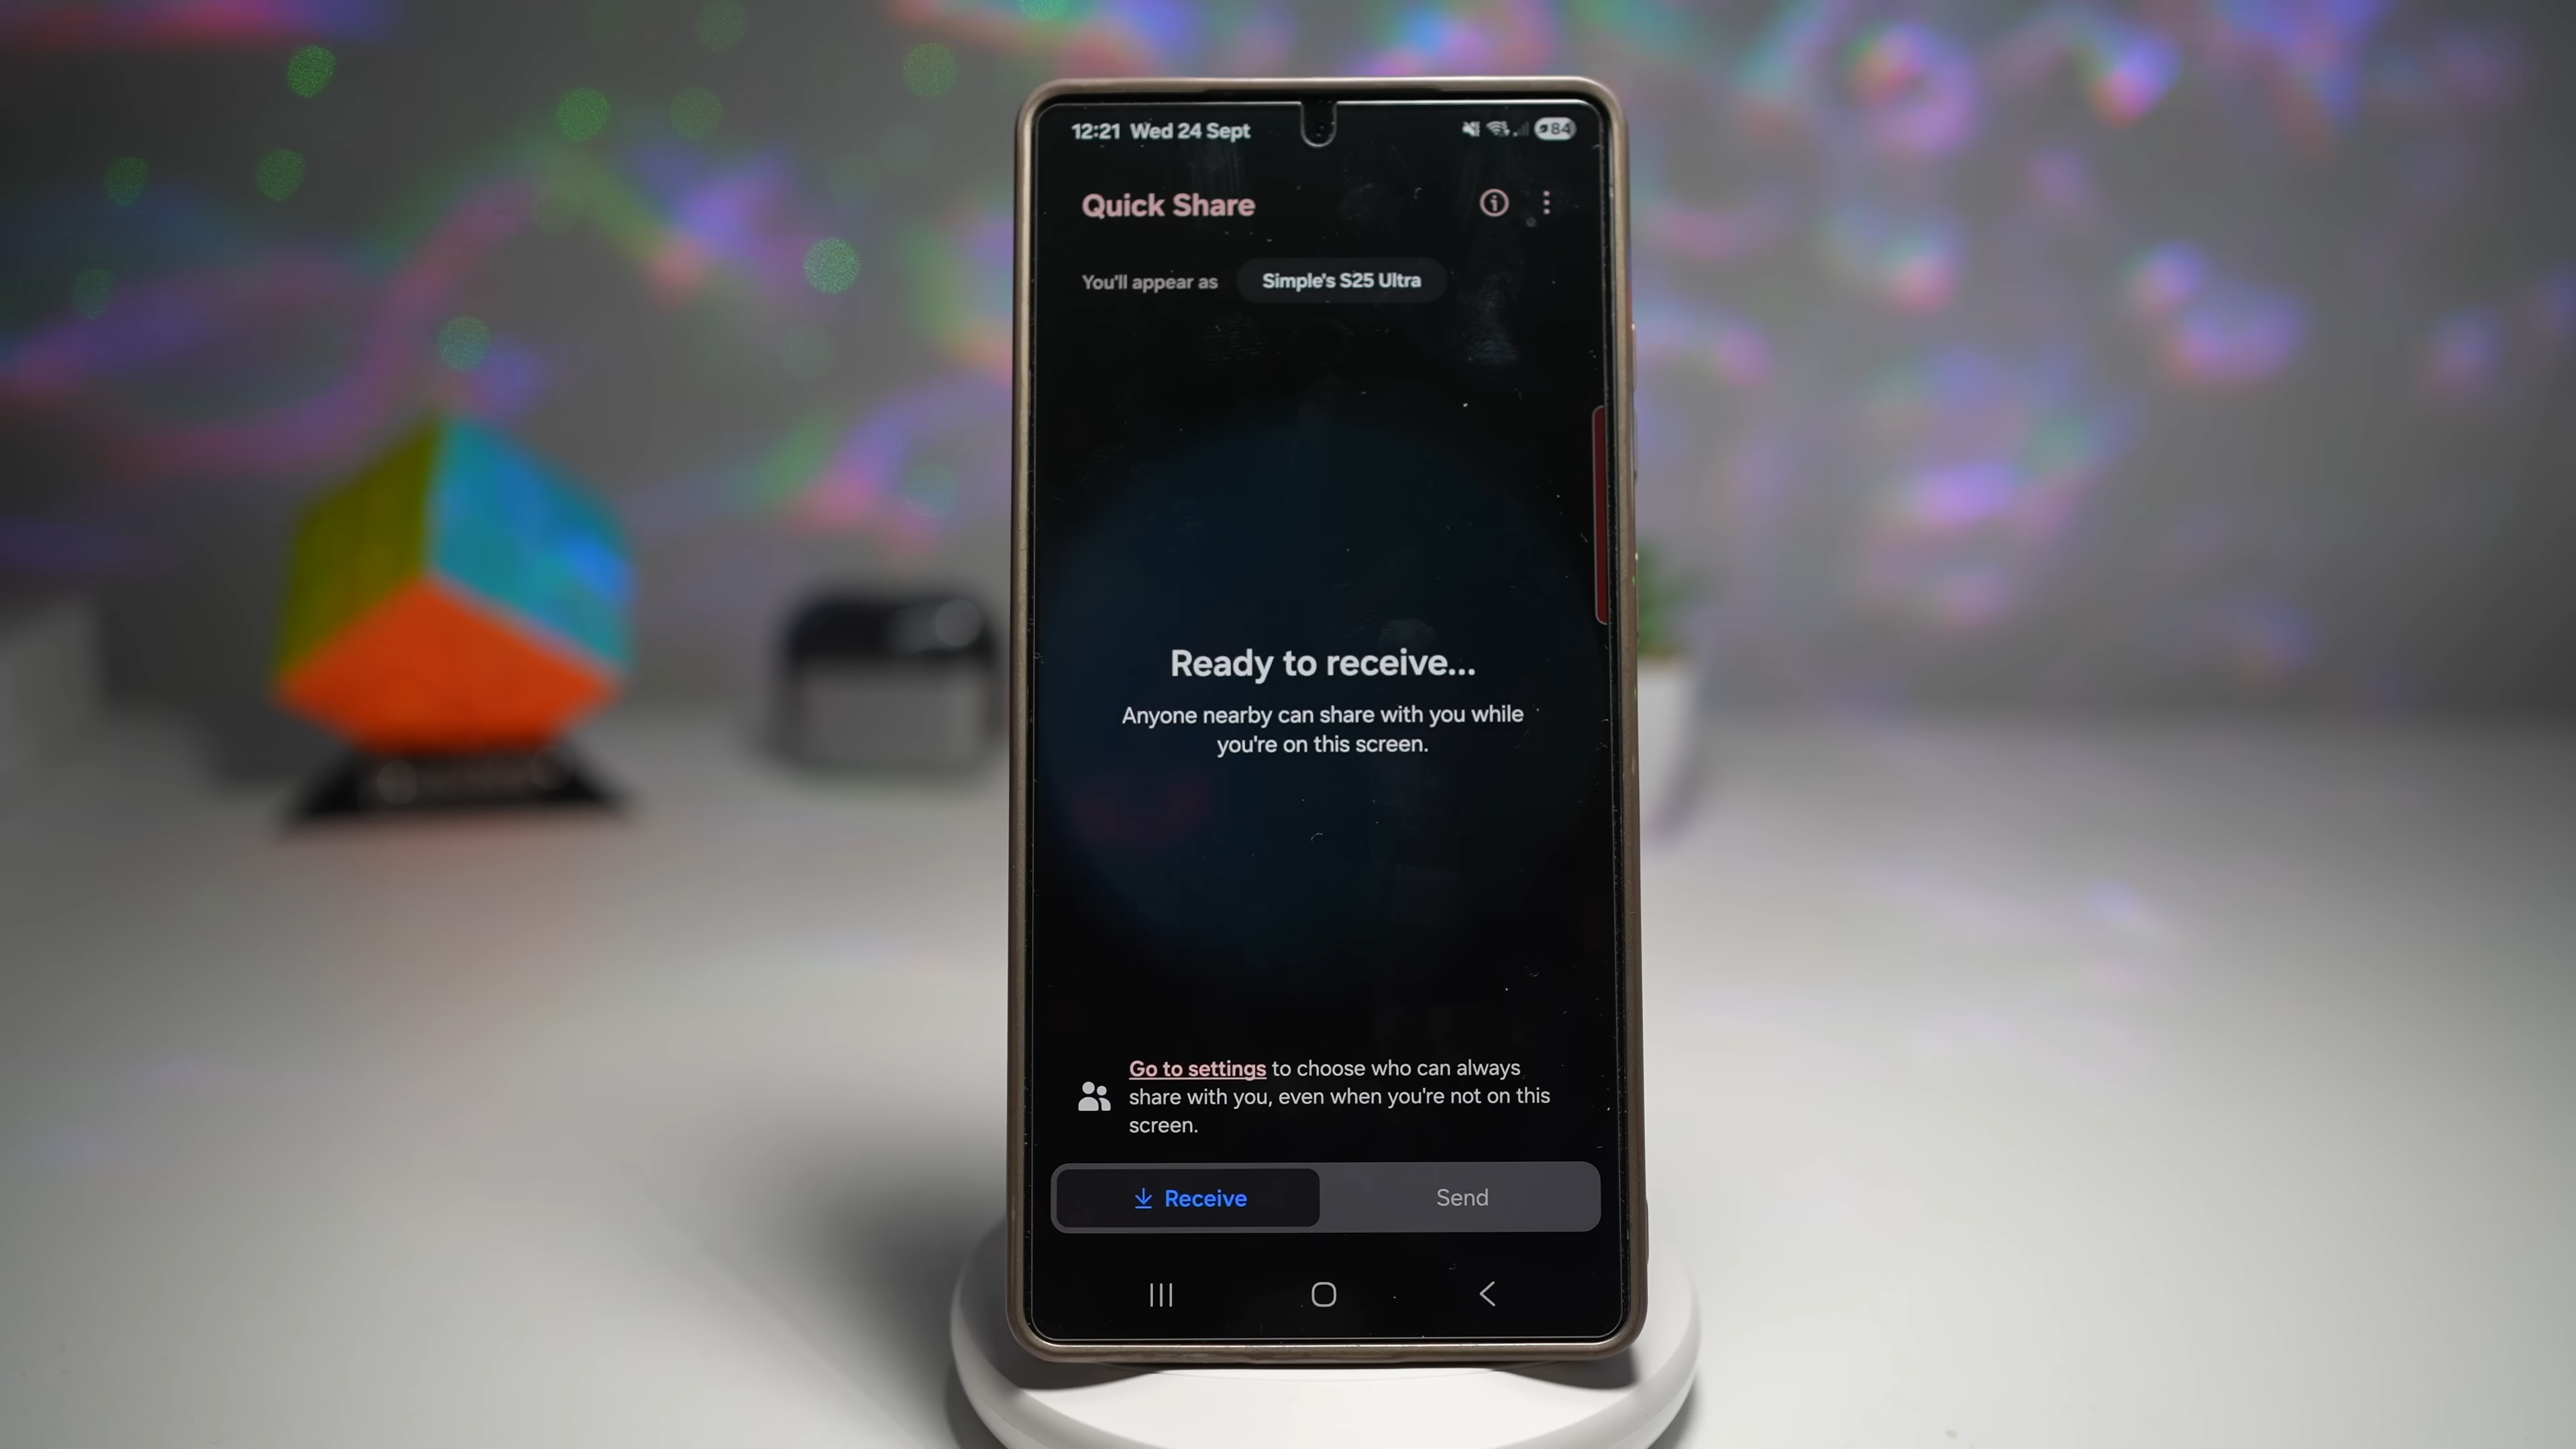 12:21 Wed 24 Sept
84
Quick Share
You'll appear as Simple's S25 Ultra
Ready to receive...
Anyone nearby can share with you while
you're on this screen.
Go to settings to choose who can always
share with you, even when you're not on this
screen.
Receive Send